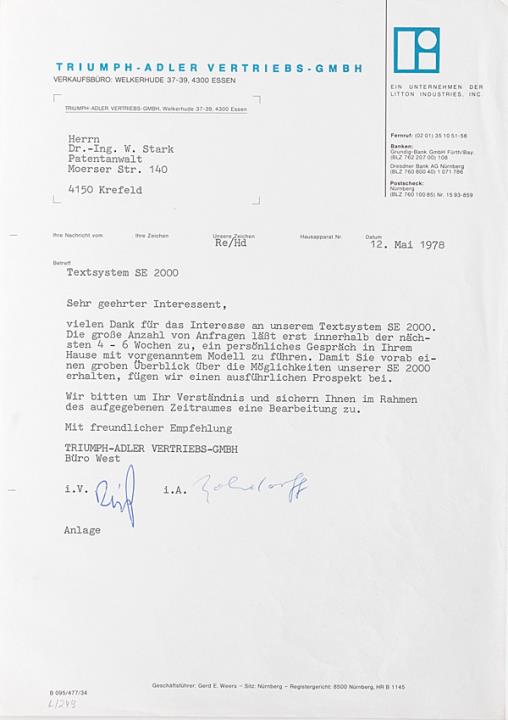 TRIUMPH-ADLER VERTRIEBS-GMBH
VERKAUFSBÜRO: WELKERHUDE 37-39, 4300 ESSEN
EIN UNTERNEHMEN DER
LITTON INDUSTRIES, INC.
TRIUMPH-ADLER VERTRIEBS-GMBH, Welkerhude 37-39, 4300 Essen
Herrn
Dr.-Ing. W. Stark
Patentanwalt
Moerser Str. 140
4150 Krefeld
Fernruf: (02 01) 35 10 51-58
Banken:
Grundig-Bank GmbH Fürth/Bay.
(BLZ 762 207 00) 108
Dresdner Bank AG Nürnberg
(BLZ 760 800 40) 1 071 786
Postscheck:
Nürnberg
(BLZ 760 100 85) Nr. 15 93-859
Ihre Nachricht vom Ihre Zeichen Unsere Zeichen Hausapparat Nr. Datum
Re/Hd 12. Mai 1978
Betreff
Textsystem SE 2000
Sehr geehrter Interessent,
vielen Dank für das Interesse an unserem Textsystem SE 2000.
Die große Anzahl von Anfragen läßt erst innerhalb der näch-
sten 4 - 6 Wochen zu, ein persönliches Gespräch in Ihrem
Hause mit vorgenanntem Modell zu führen. Damit Sie vorab ei-
nen groben Überblick über die Möglichkeiten unserer SE 2000
erhalten, fügen wir einen ausführlichen Prospekt bei.
Wir bitten um Ihr Verständnis und sichern Ihnen im Rahmen
des aufgegebenen Zeitraumes eine Bearbeitung zu.
Mit freundlicher Empfehlung
TRIUMPH-ADLER VERTRIEBS-GMBH
Büro West
i.V. i.A.
Anlage
Geschäftsführer: Gerd E. Weers – Sitz: Nürnberg – Registergericht: 8500 Nürnberg, HR B 1145
B 095/477/34
L1249